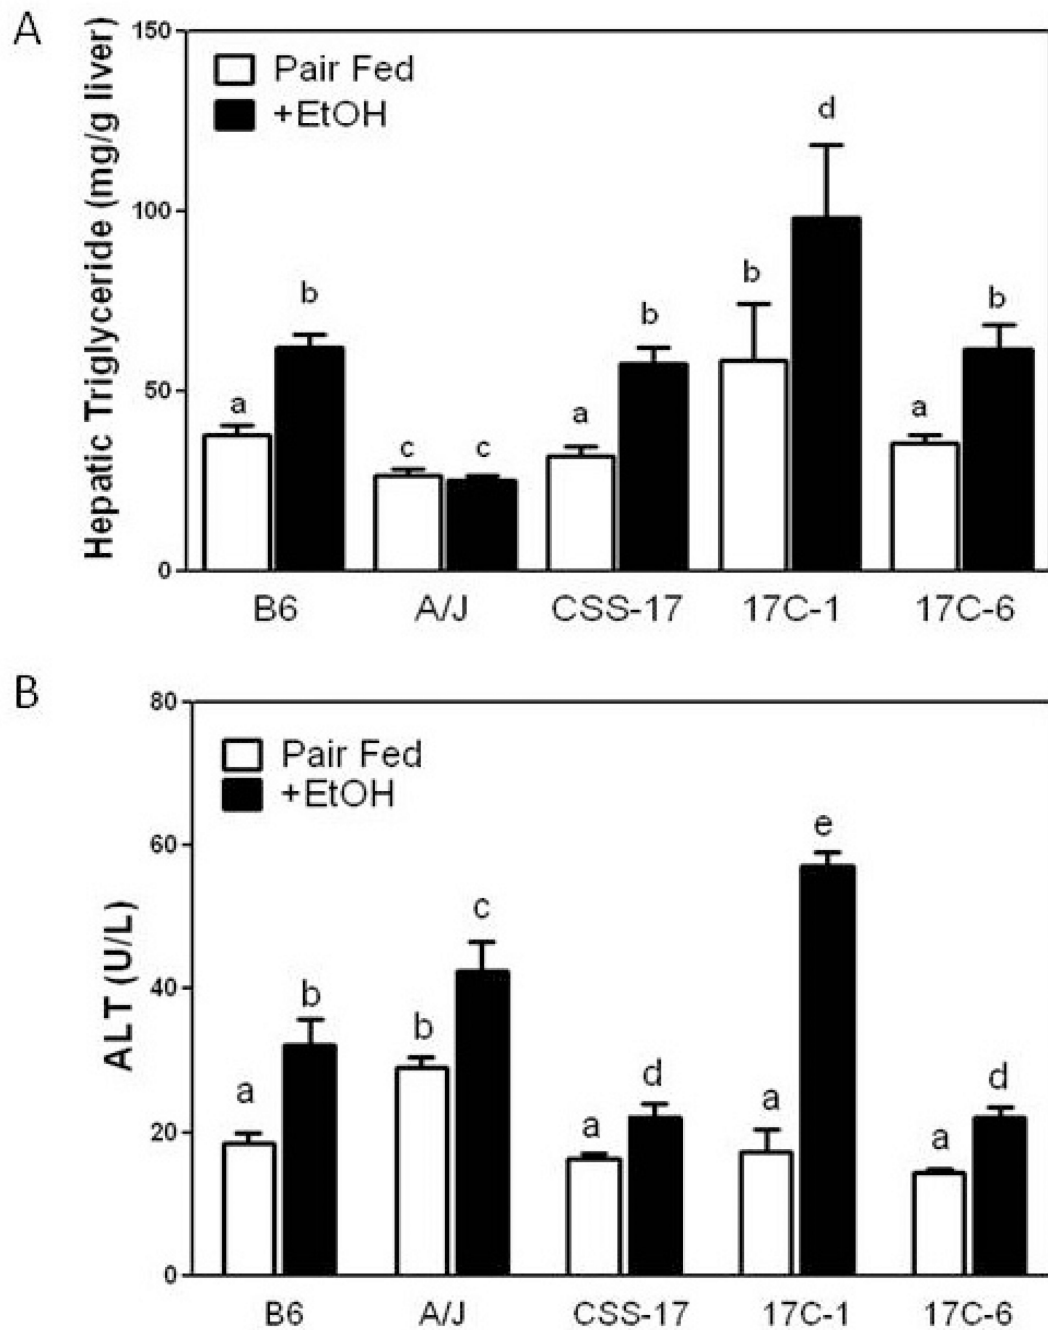 A
Hepatic Triglyceride (mg/g liver)
150
100
50
0
Pair Fed
+EtOH
a
b
c
c
a
b
b
d
a
b
B6
A/J
CSS-17
17C-1
17C-6
B
ALT (U/L)
80
60
40
20
0
Pair Fed
+EtOH
a
b
b
c
a
d
a
e
a
d
B6
A/J
CSS-17
17C-1
17C-6